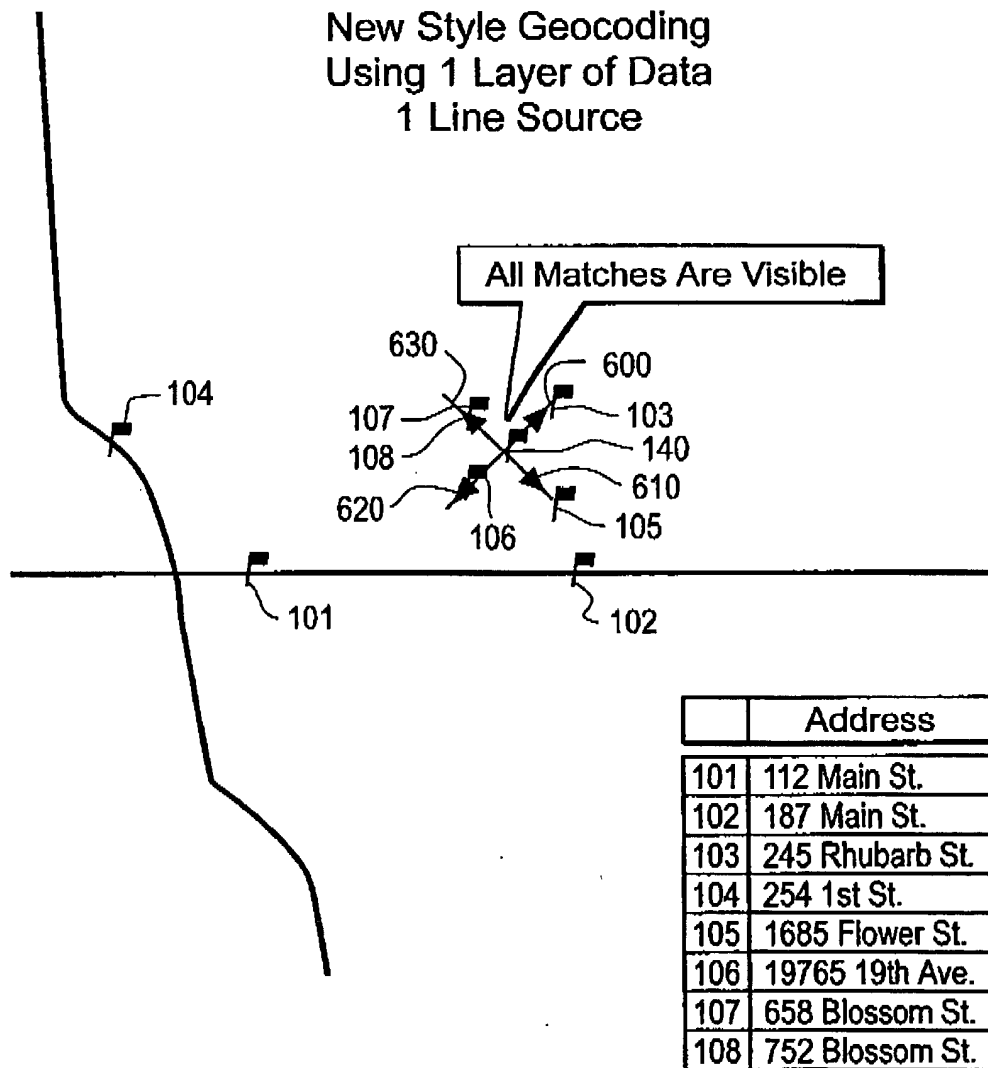 New Style Geocoding
Using 1 Layer of Data
1 Line Source
All Matches Are Visible
630
600
104
107
103
108
140
620
610
106
105
101
102
Address
101 112 Main St.
102 187 Main St.
103 245 Rhubarb St.
104 254 1st St.
105 1685 Flower St.
106 19765 19th Ave.
107 658 Blossom St.
108 752 Blossom St.